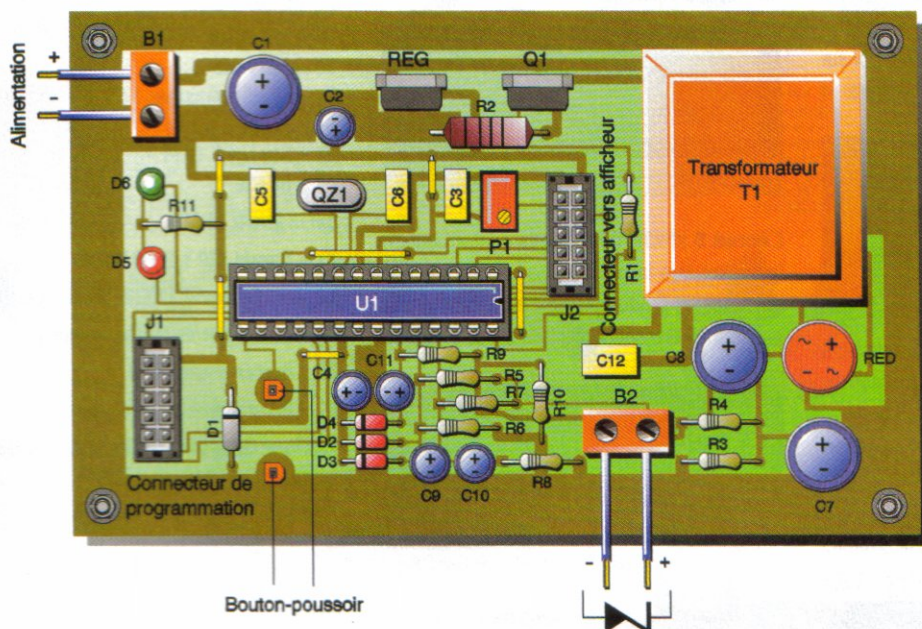 Alimentation
+
-
B1
C1
+
-
REG
Q1
C2
+
-
R2
Transformateur
T1
D6
R11
D5
C5
QZ1
C6
C3
P1
Connecteur vers afficheur
J2
R1
U1
J1
D1
C4
C11
+ -
- +
R9
R5
R7
R6
R10
D4
D2
D3
C9
+
-
C10
+
-
R8
C12
C8
+
-
RED
~ +
- ~
B2
R4
R3
C7
+
-
Connecteur de
programmation
Bouton-poussoir
-
+